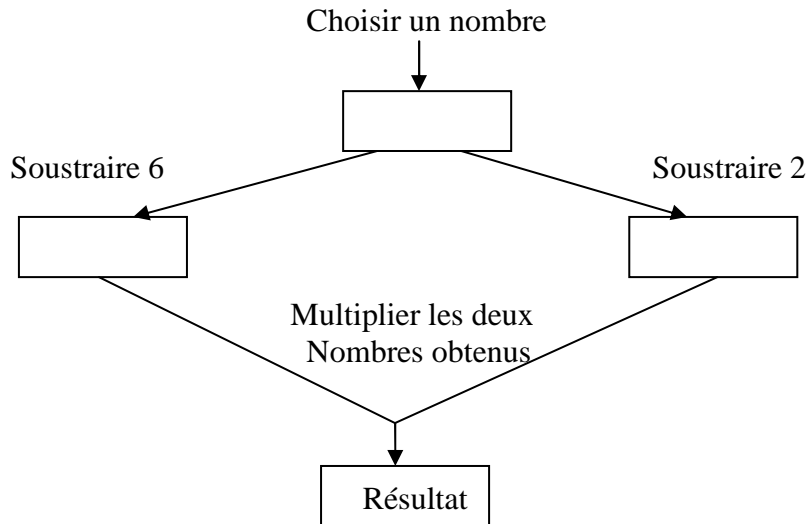 Choisir un nombre
Soustraire 6
Soustraire 2
Multiplier les deux
Nombres obtenus
Résultat